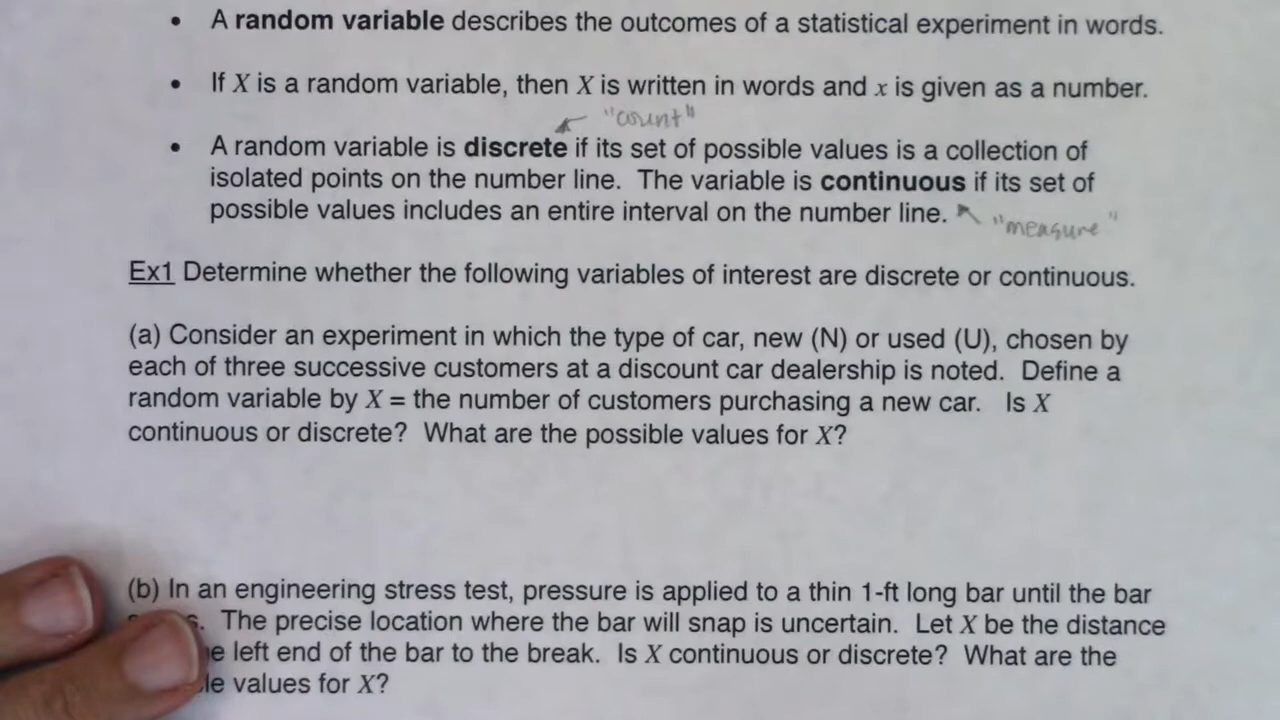 • A random variable describes the outcomes of a statistical experiment in words.
• If X is a random variable, then X is written in words and x is given as a number.
"count"
• A random variable is discrete if its set of possible values is a collection of
isolated points on the number line. The variable is continuous if its set of
possible values includes an entire interval on the number line.
"measure"
Ex1 Determine whether the following variables of interest are discrete or continuous.
(a) Consider an experiment in which the type of car, new (N) or used (U), chosen by
each of three successive customers at a discount car dealership is noted. Define a
random variable by X = the number of customers purchasing a new car. Is X
continuous or discrete? What are the possible values for X?
(b) In an engineering stress test, pressure is applied to a thin 1-ft long bar until the bar
The precise location where the bar will snap is uncertain. Let X be the distance
left end of the bar to the break. Is X continuous or discrete? What are the
values for X?